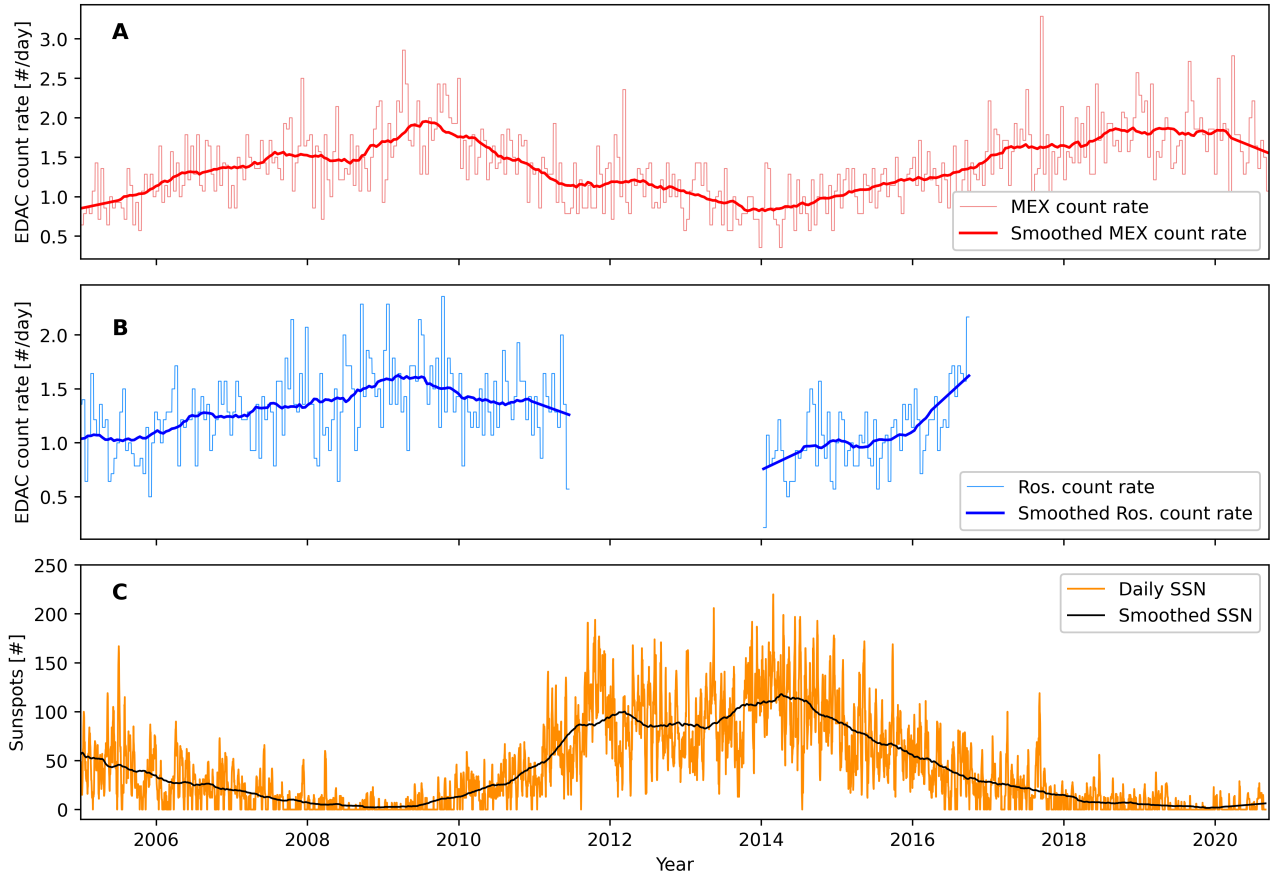 A
EDAC count rate [#/day]
3.0
2.5
2.0
1.5
1.0
0.5
MEX count rate
Smoothed MEX count rate
B
EDAC count rate [#/day]
2.0
1.5
1.0
0.5
Ros. count rate
Smoothed Ros. count rate
C
Sunspots [#]
250
200
150
100
50
0
Daily SSN
Smoothed SSN
2006 2008 2010 2012 2014 2016 2018 2020
Year